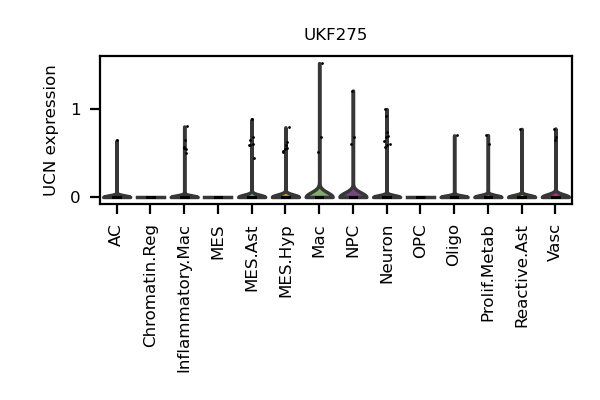 UKF275
UCN expression
1
0
AC
Chromatin.Reg
Inflammatory.Mac
MES
MES.Ast
MES.Hyp
Mac
NPC
Neuron
OPC
Oligo
Prolif.Metab
Reactive.Ast
Vasc